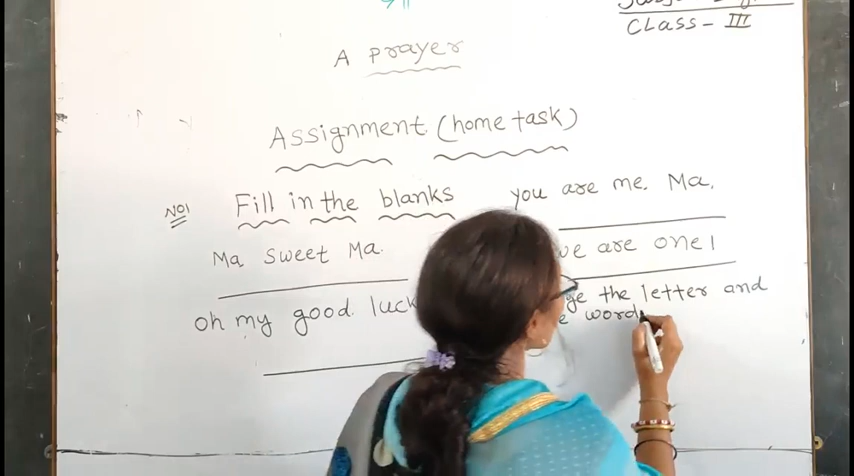 CLASS - III
A prayer
Assignment. (home task)
No1 Fill in the blanks
Ma sweet Ma.
oh my good luck
you are me. Ma.
we are one।
the letter and
word